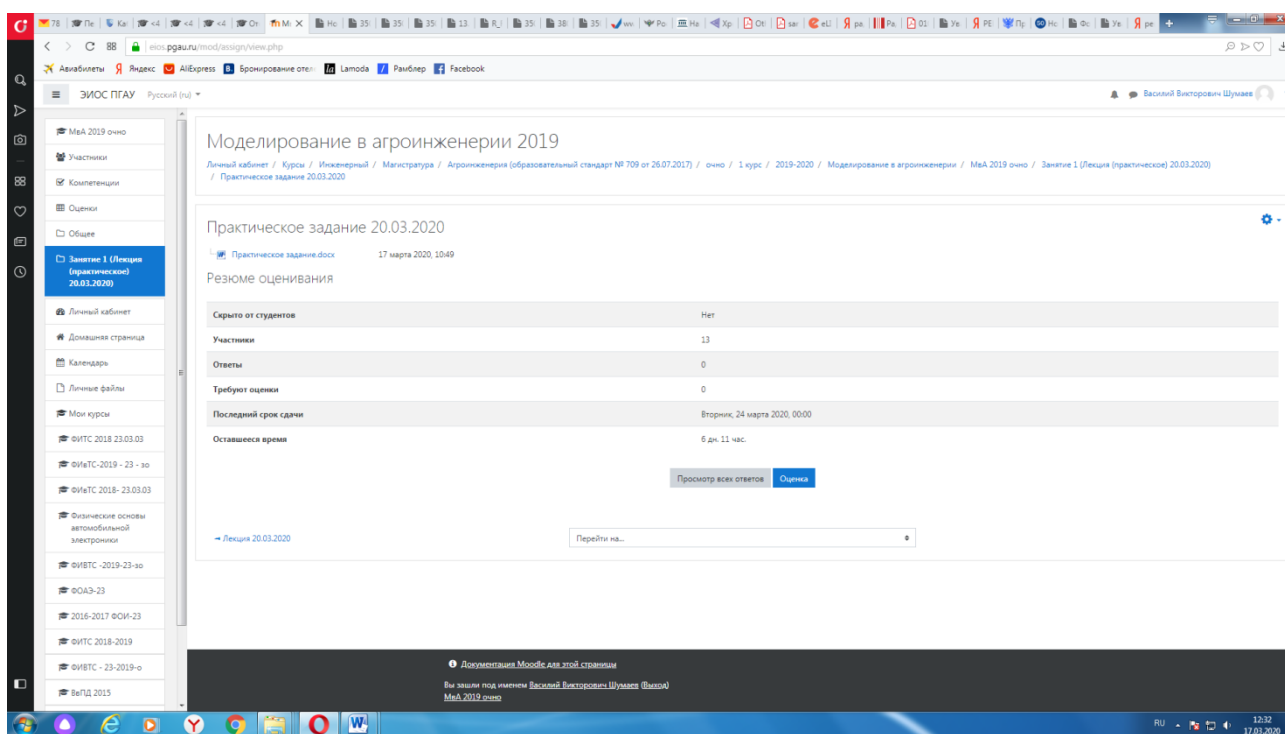 eios.pgau.ru/mod/assign/view.php
Авиабилеты Яндекс AliExpress Бронирование отел Lamoda Рамблер Facebook
ЭИОС ПГАУ Русский (ru)
Василий Викторович Шумаев
МвА 2019 очно
Участники
Компетенции
Оценки
Общее
Занятие 1 (Лекция
(практическое)
20.03.2020)
Личный кабинет
Домашняя страница
Календарь
Личные файлы
Мои курсы
ФИТС 2018 23.03.03
ФИвТС-2019 - 23 - зо
ФИвТС 2018- 23.03.03
Физические основы
автомобильной
электроники
ФИВТС -2019-23-зо
ФОАЭ-23
2016-2017 ФОИ-23
ФИТС 2018-2019
ФИВТС - 23-2019-о
ВвПД 2015
Моделирование в агроинженерии 2019
Личный кабинет / Курсы / Инженерный / Магистратура / Агроинженерия (образовательный стандарт № 709 от 26.07.2017) / очно / 1 курс / 2019-2020 / Моделирование в агроинженерии / МвА 2019 очно / Занятие 1 (Лекция (практическое) 20.03.2020)
/ Практическое задание 20.03.2020
Практическое задание 20.03.2020
Практическое задание.docx 17 марта 2020, 10:49
Резюме оценивания
Скрыто от студентов Нет
Участники 13
Ответы 0
Требуют оценки 0
Последний срок сдачи Вторник, 24 марта 2020, 00:00
Оставшееся время 6 дн. 11 час.
Просмотр всех ответов Оценка
Лекция 20.03.2020 Перейти на...
Документация Moodle для этой страницы
Вы зашли под именем Василий Викторович Шумаев (Выход)
МвА 2019 очно
RU 12:32
17.03.2020